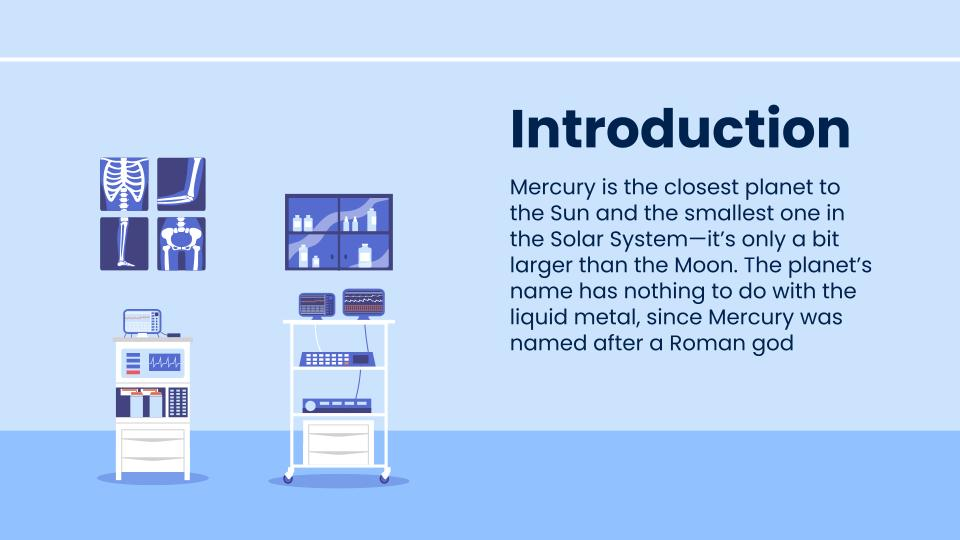 Introduction
Mercury is the closest planet to
the Sun and the smallest one in
the Solar System—it’s only a bit
larger than the Moon. The planet’s
name has nothing to do with the
liquid metal, since Mercury was
named after a Roman god